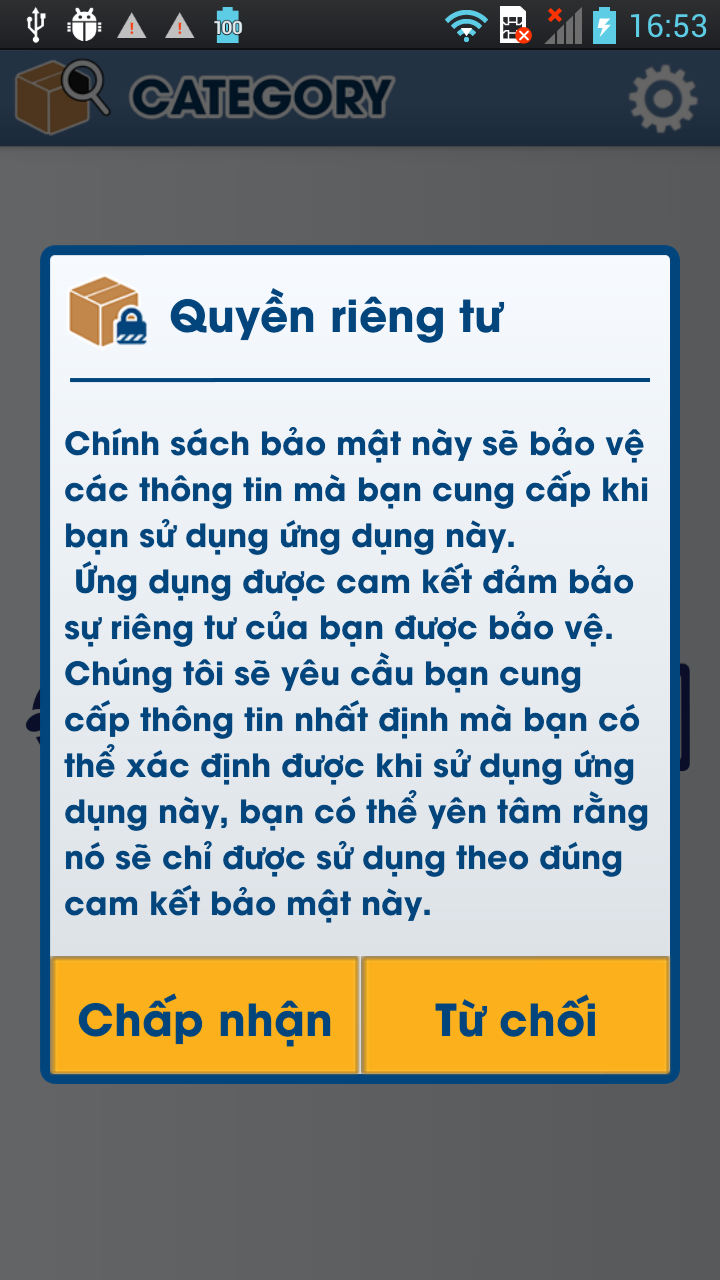 100
16:53
CATEGORY
Quyền riêng tư
Chính sách bảo mật này sẽ bảo vệ
các thông tin mà bạn cung cấp khi
bạn sử dụng ứng dụng này.
Ứng dụng được cam kết đảm bảo
sự riêng tư của bạn được bảo vệ.
Chúng tôi sẽ yêu cầu bạn cung
cấp thông tin nhất định mà bạn có
thể xác định được khi sử dụng ứng
dụng này, bạn có thể yên tâm rằng
nó sẽ chỉ được sử dụng theo đúng
cam kết bảo mật này.
Chấp nhận
Từ chối